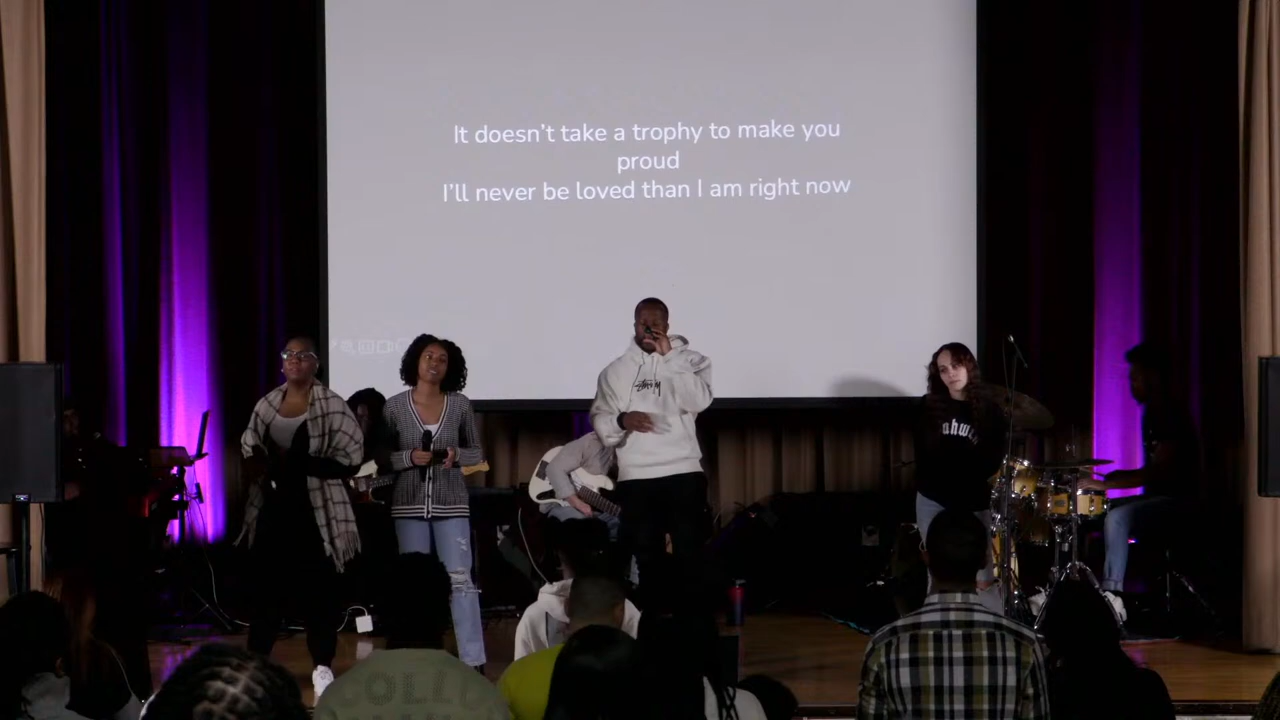 It doesn't take a trophy to make you
proud
I'll never be loved than I am right now